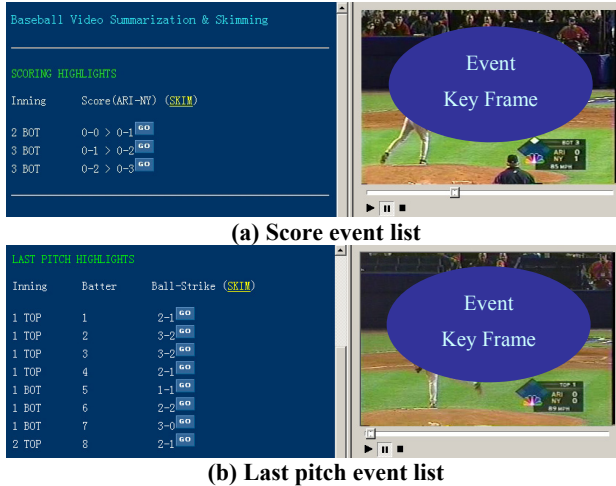 Baseball Video Summarization & Skimming
SCORING HIGHLIGHTS
Inning Score(ARI-NY) (SKIM)
2 BOT 0-0 > 0-1 GO
3 BOT 0-1 > 0-2 GO
3 BOT 0-2 > 0-3 GO
Event
Key Frame
BOT 3
ARI 0
NY 1
85 MPH
(a) Score event list
LAST PITCH HIGHLIGHTS
Inning Batter Ball-Strike (SKIM)
1 TOP 1 2-1 GO
1 TOP 2 3-2 GO
1 TOP 3 3-2 GO
1 TOP 4 2-1 GO
1 BOT 5 1-1 GO
1 BOT 6 2-2 GO
1 BOT 7 3-0 GO
2 TOP 8 2-1 GO
Event
Key Frame
TOP 1
ARI 0
NY 0
89 MPH
(b) Last pitch event list